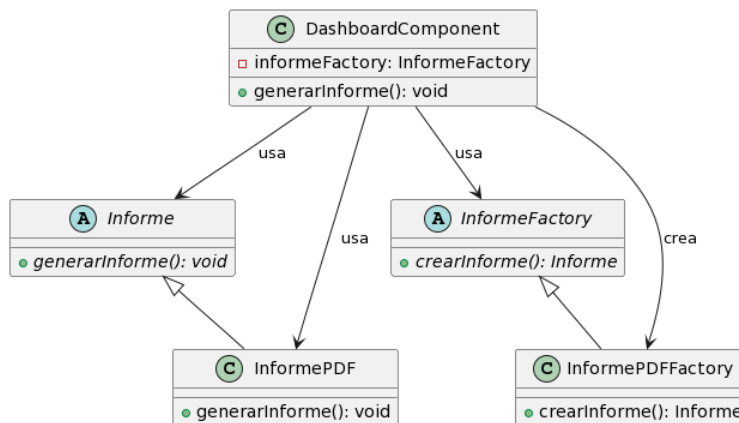 C DashboardComponent
informeFactory: InformeFactory
generarInforme(): void
usa
usa
A Informe
generarInforme(): void
A InformeFactory
crearInforme(): Informe
usa
crea
C InformePDF
generarInforme(): void
C InformePDFFactory
crearInforme(): Informe